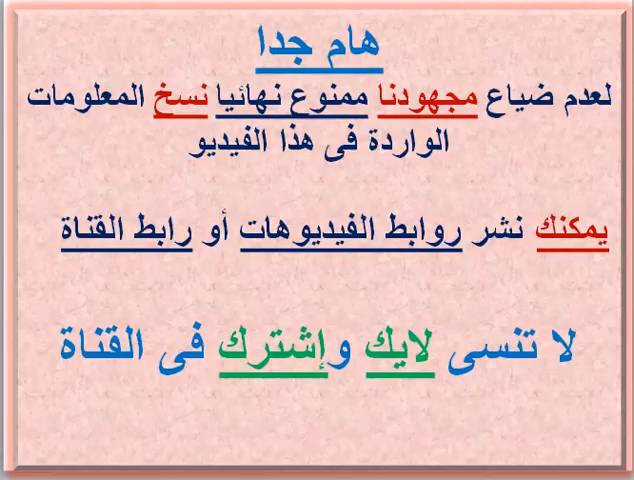 هام جدا
لعدم ضياع مجهودنا ممنوع نهائيا نسخ المعلومات
الواردة فى هذا الفيديو
يمكنك نشر روابط الفيديوهات أو رابط القناة
لا تنسى لايك وإشترك فى القناة